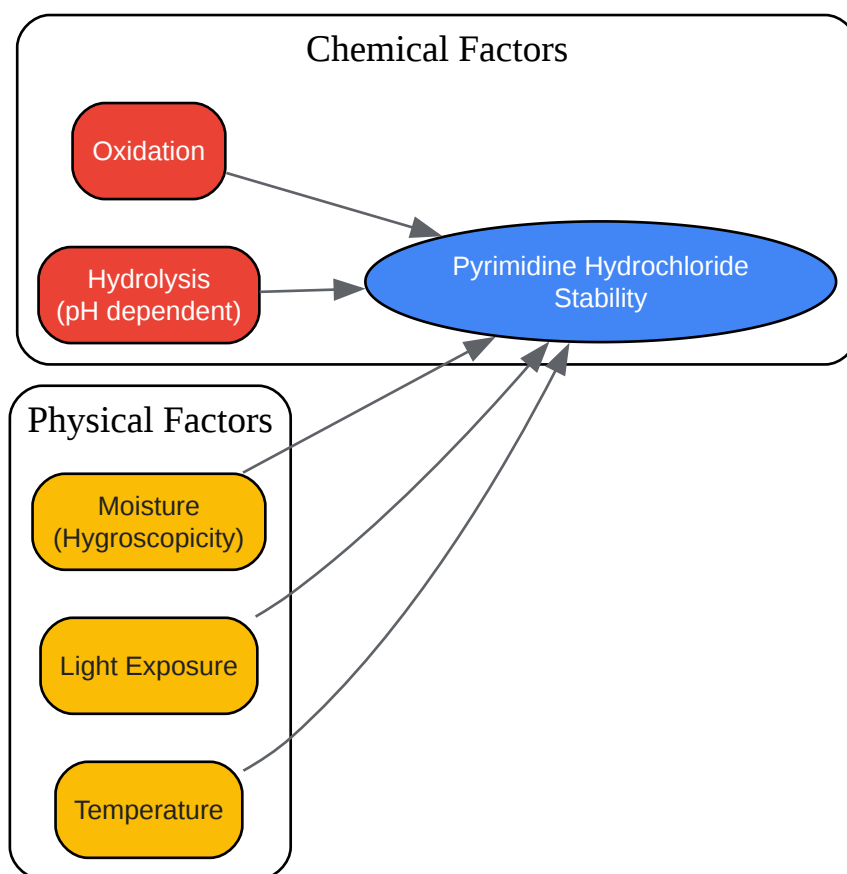 Chemical Factors
Oxidation
Hydrolysis
(pH dependent)
Pyrimidine Hydrochloride
Stability
Physical Factors
Moisture
(Hygroscopicity)
Light Exposure
Temperature